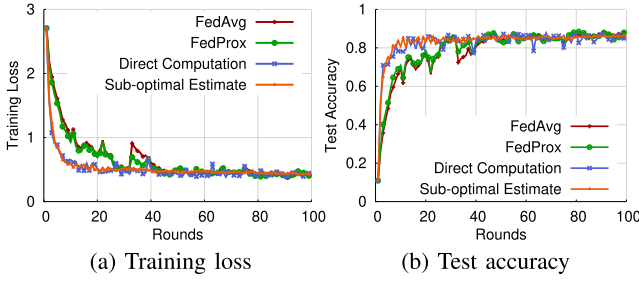 3
2
1
0
0
20
40
60
80
100
Training Loss
Rounds
FedAvg
FedProx
Direct Computation
Sub-optimal Estimate
(a) Training loss
1
0.8
0.6
0.4
0.2
0
0
20
40
60
80
100
Test Accuracy
Rounds
FedAvg
FedProx
Direct Computation
Sub-optimal Estimate
(b) Test accuracy